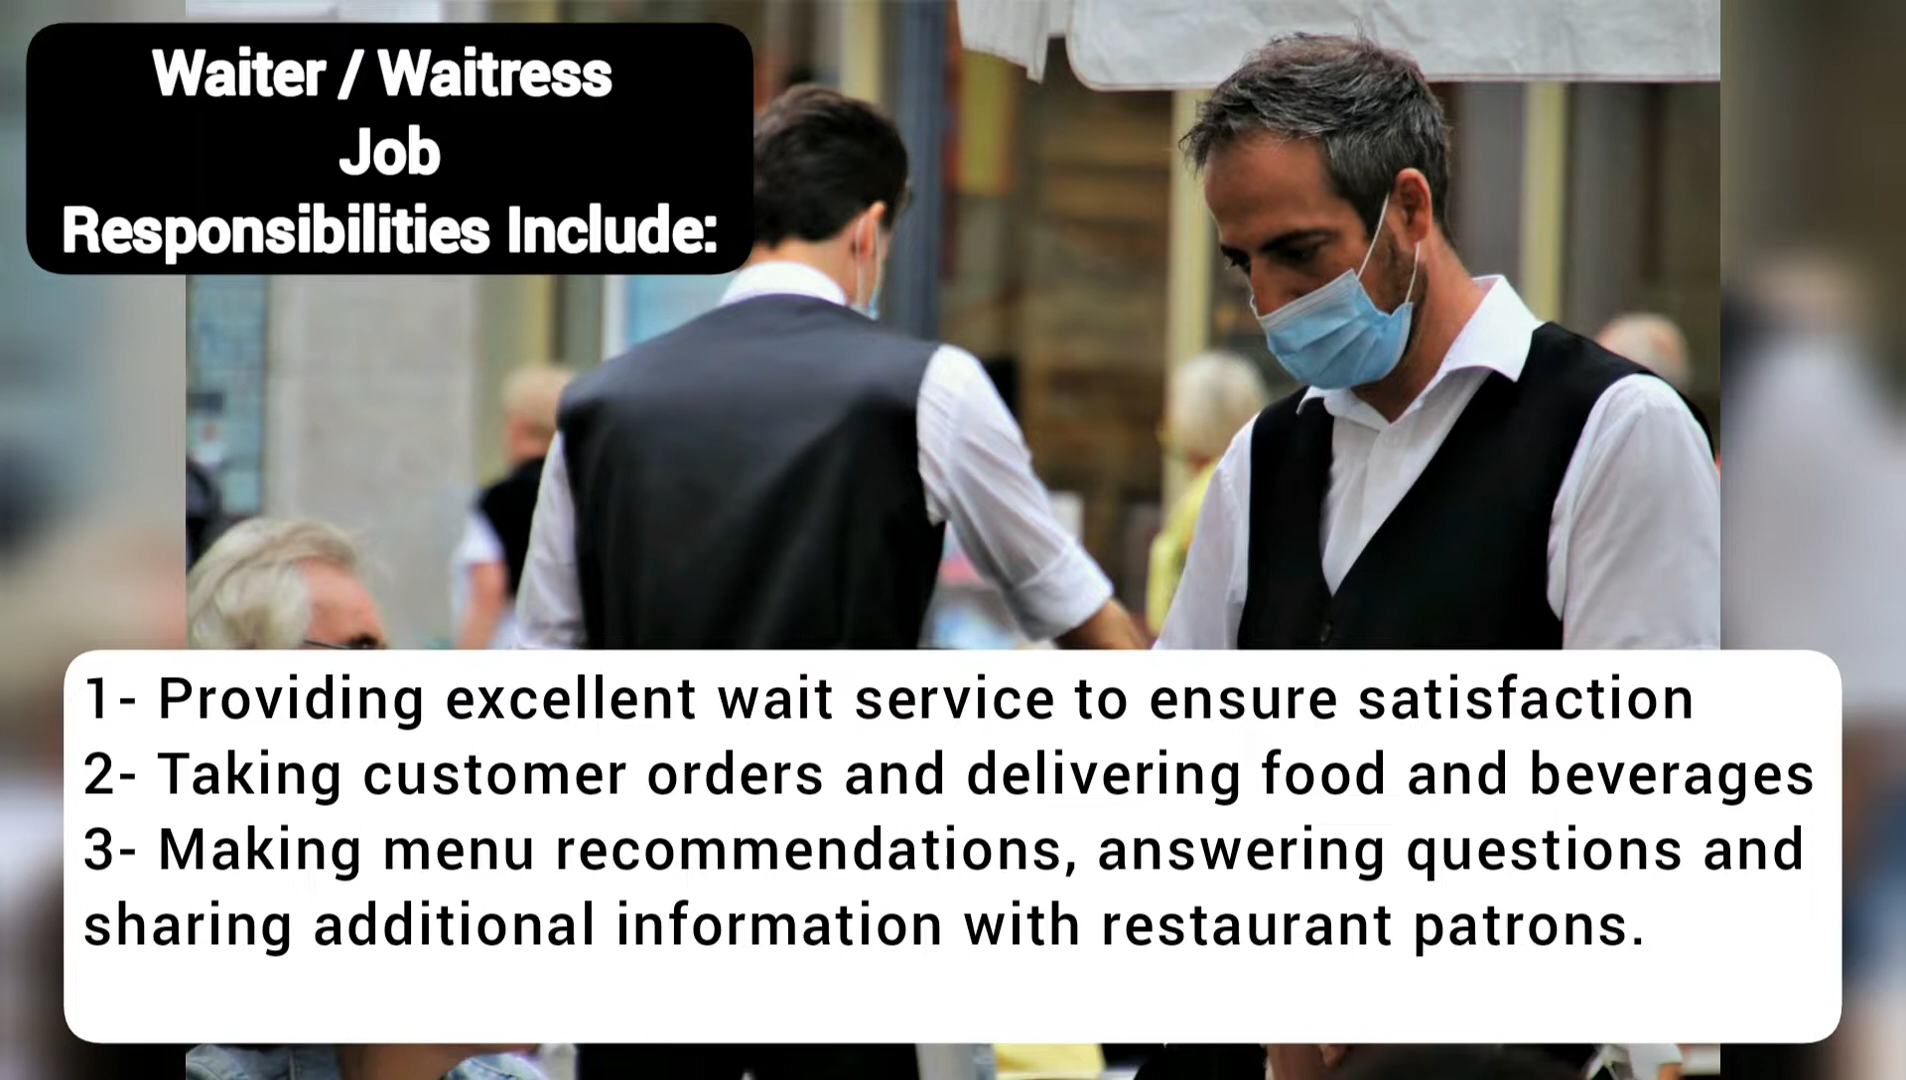 Waiter / Waitress
Job
Responsibilities Include:
1- Providing excellent wait service to ensure satisfaction
2- Taking customer orders and delivering food and beverages
3- Making menu recommendations, answering questions and
sharing additional information with restaurant patrons.